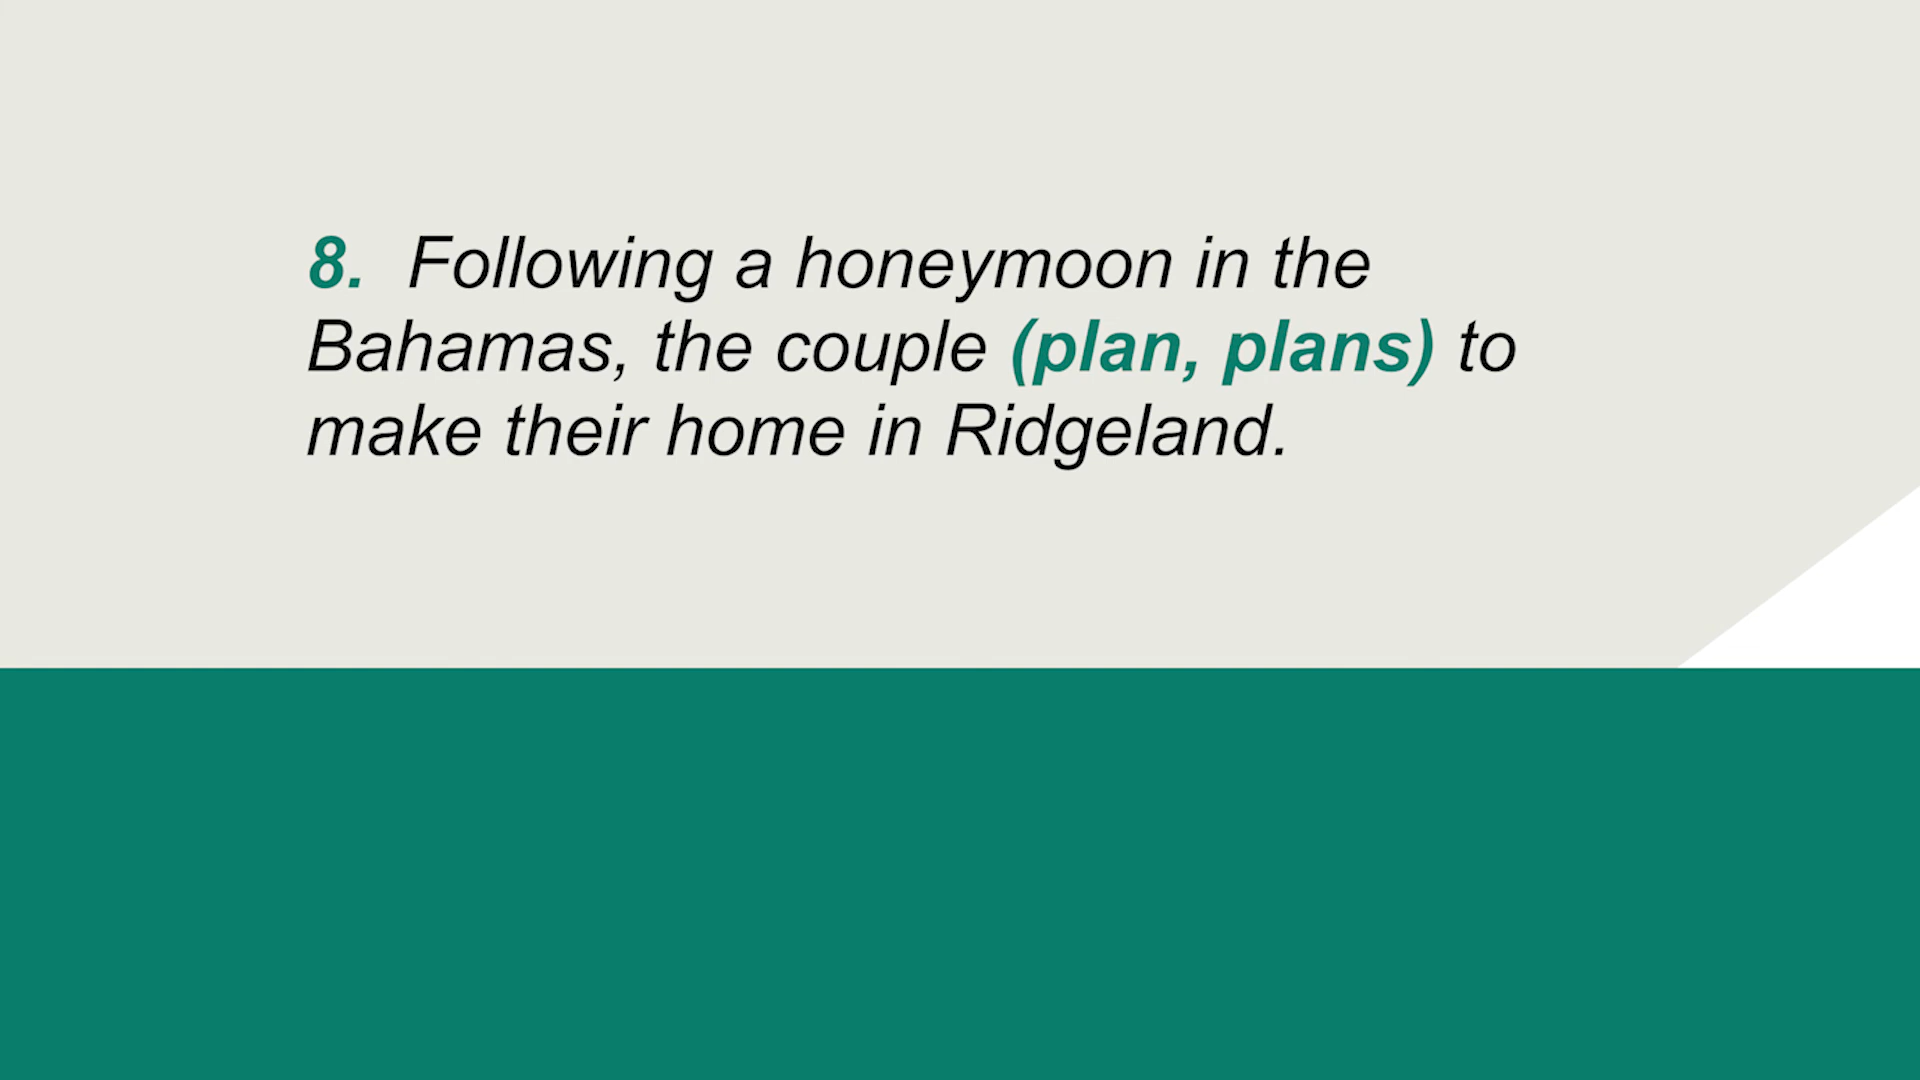 8. Following a honeymoon in the
Bahamas, the couple (plan, plans) to
make their home in Ridgeland.